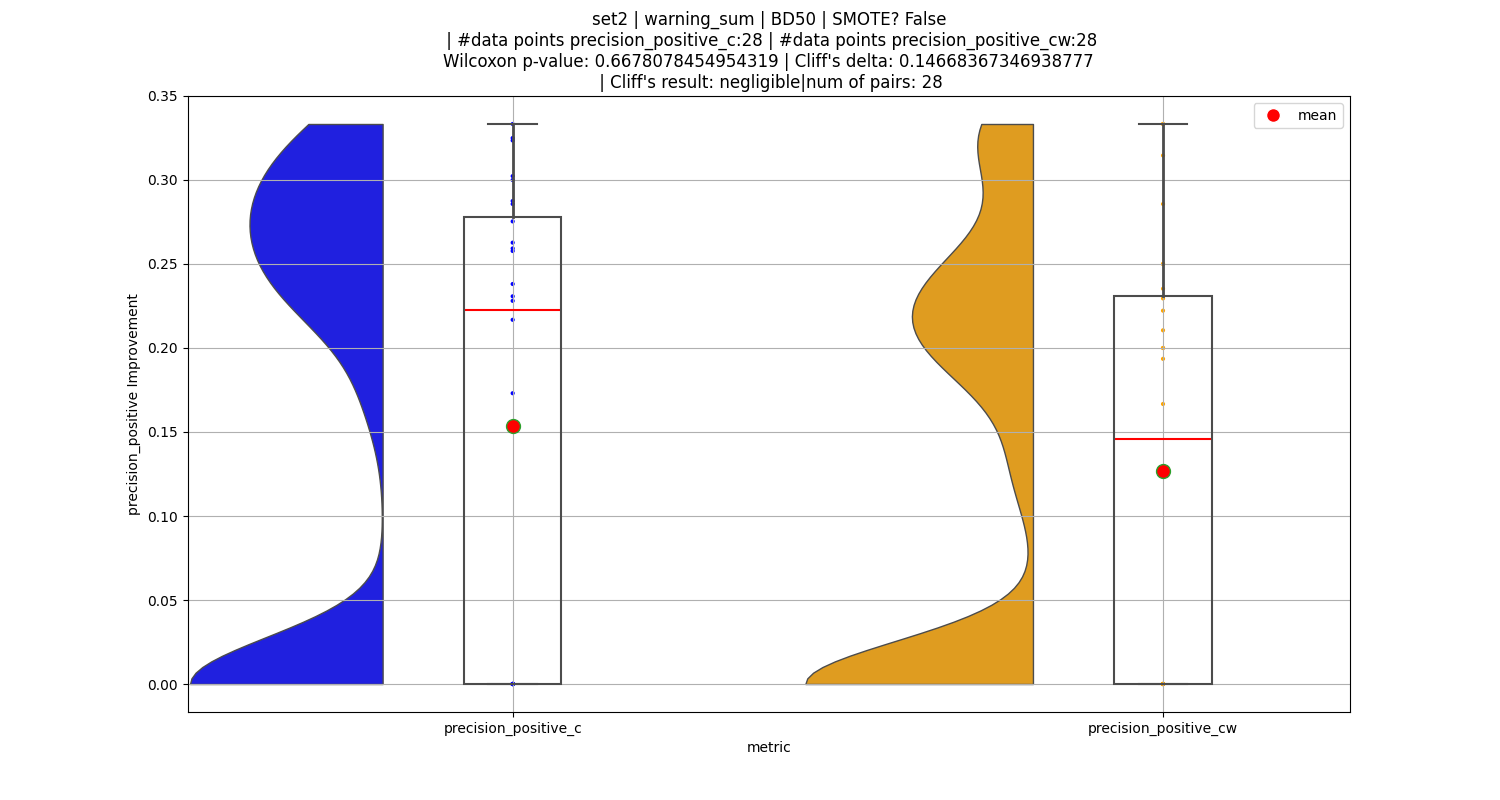 set2 | warning_sum | BD50 | SMOTE? False
| #data points precision_positive_c:28 | #data points precision_positive_cw:28
Wilcoxon p-value: 0.6678078454954319 | Cliff's delta: 0.14668367346938777
| Cliff's result: negligible|num of pairs: 28
mean
0.35
0.30
0.25
0.20
0.15
0.10
0.05
0.00
precision_positive Improvement
precision_positive_c
precision_positive_cw
metric